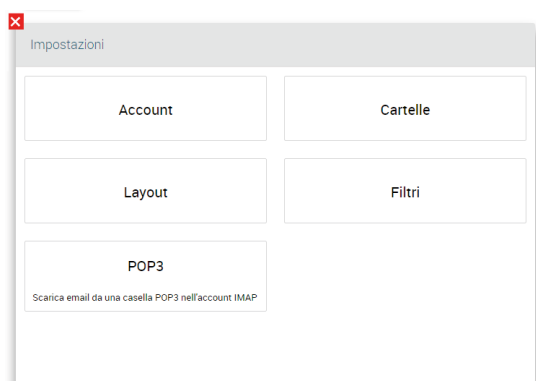 Impostazioni
Account
Cartelle
Layout
Filtri
POP3
Scarica email da una casella POP3 nell'account IMAP